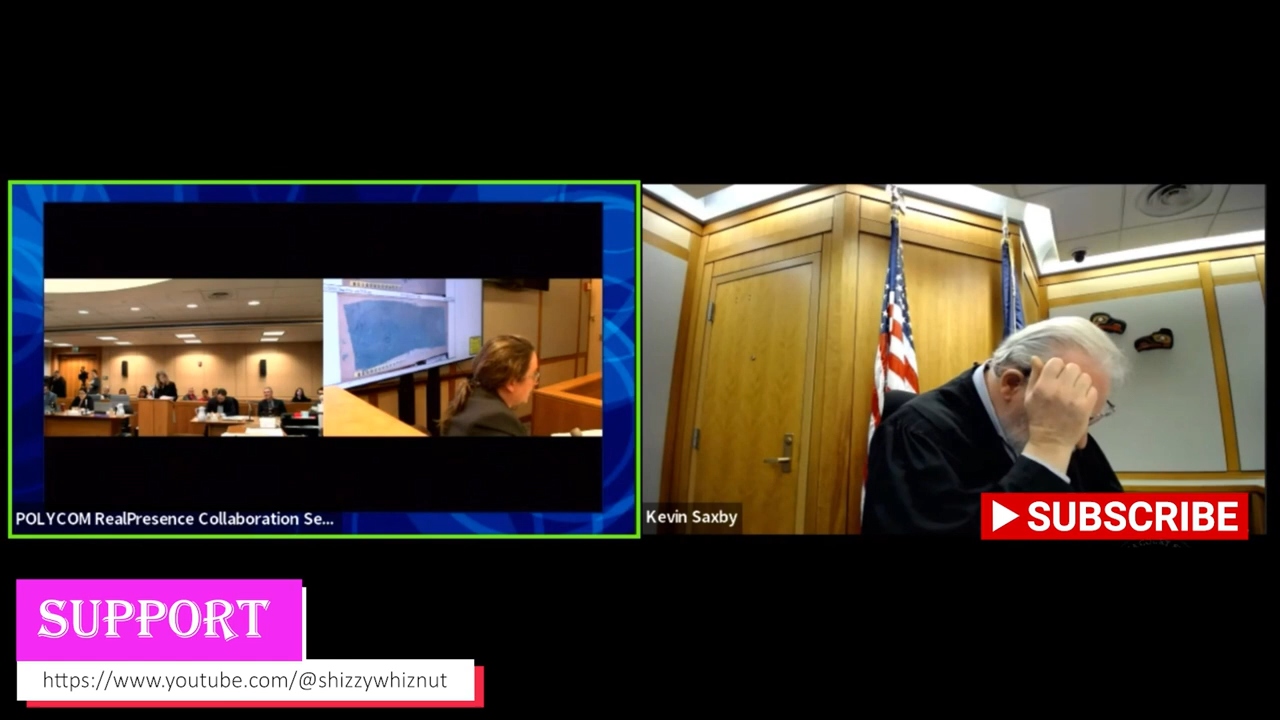 POLYCOM RealPresence Collaboration Se...
Kevin Saxby
SUBSCRIBE
SUPPORT
https://www.youtube.com/@shizzywhiznut